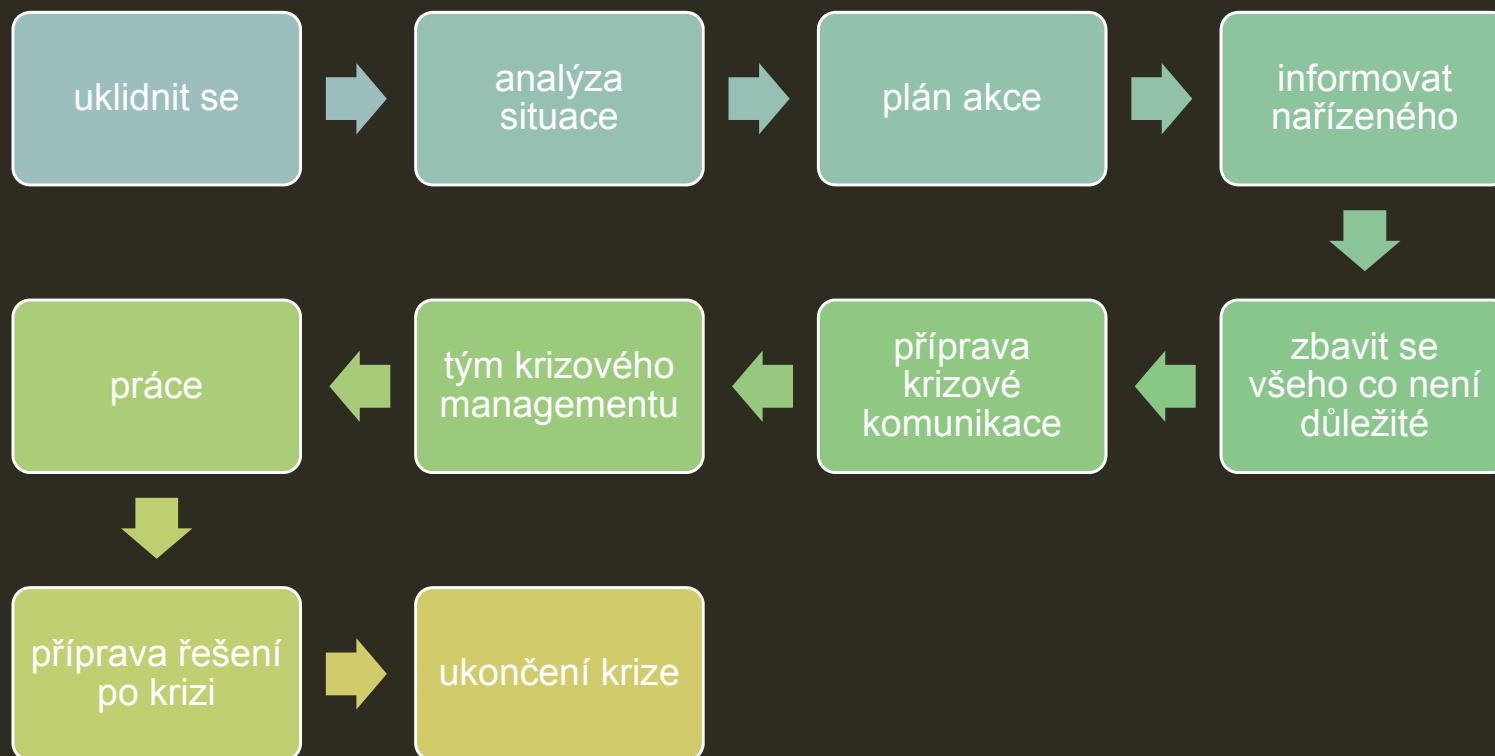 uklidnit se
analýza
situace
plán akce
informovat
nařízeného
zbavit se
všeho co není
důležité
příprava
krizové
komunikace
tým krizového
managementu
práce
příprava řešení
po krizi
ukončení krize